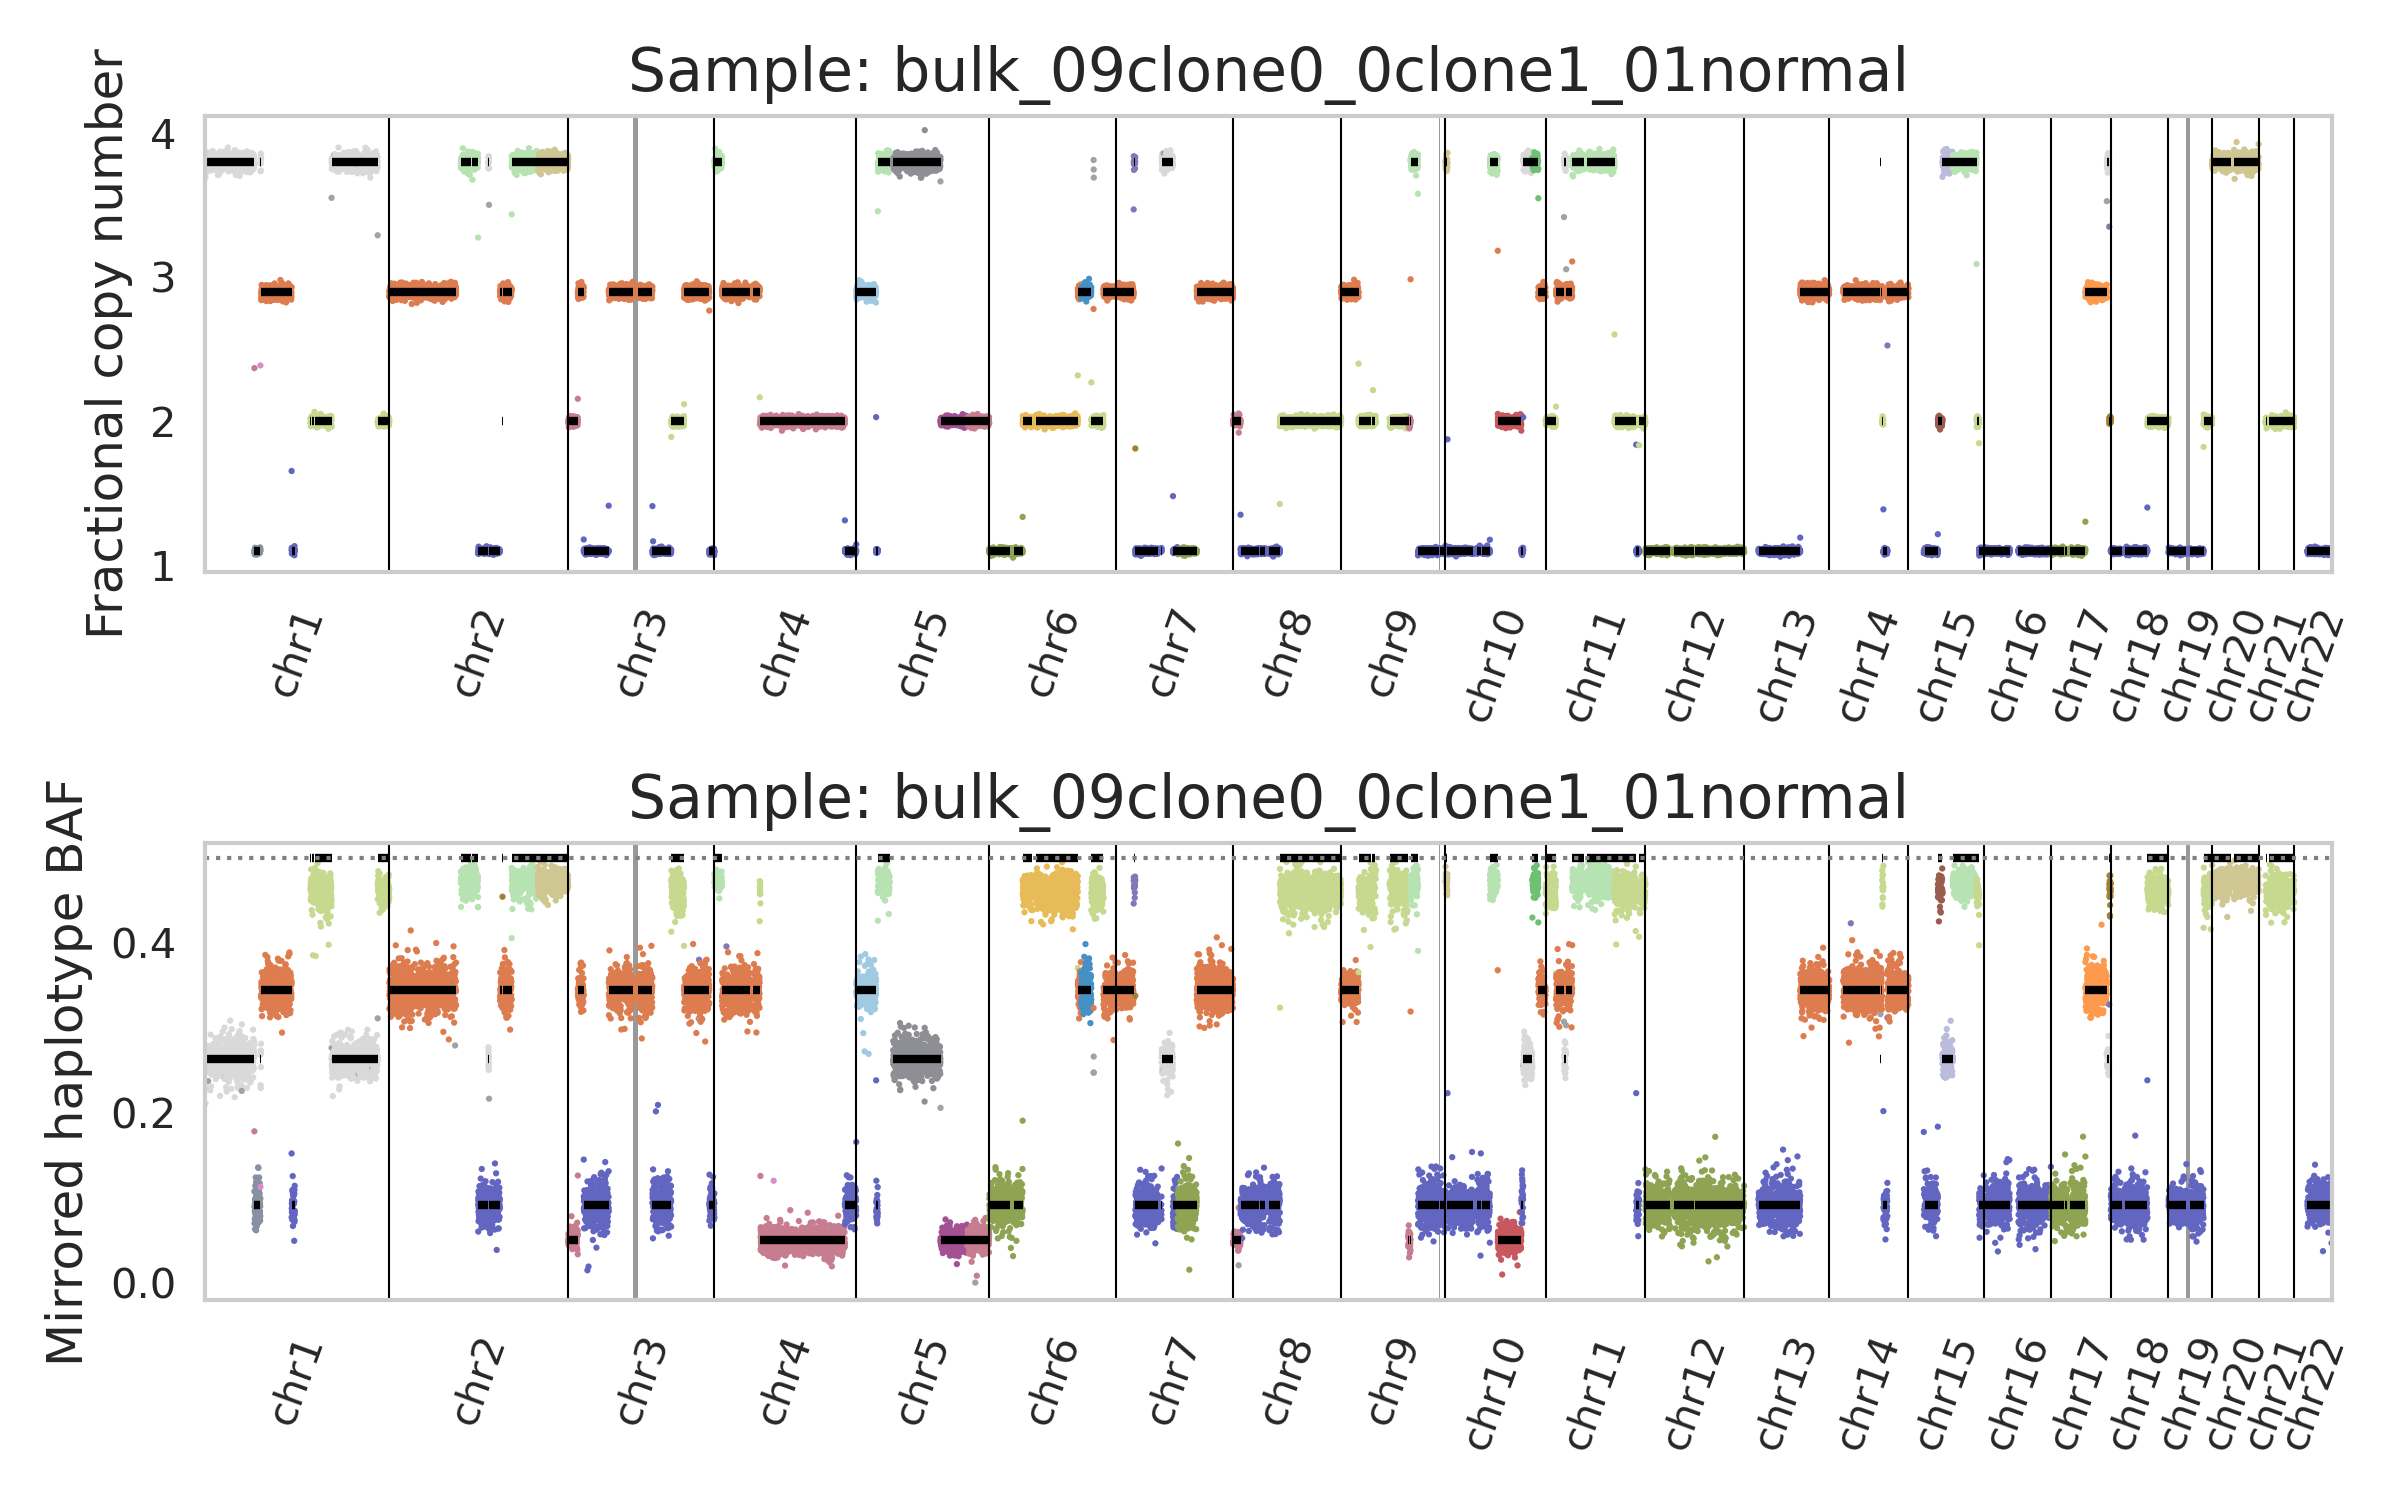 Sample: bulk_09clone0_0clone1_01normal
Fractional copy number
4
3
2
1
chr1 chr2 chr3 chr4 chr5 chr6 chr7 chr8 chr9 chr10 chr11 chr12 chr13 chr14 chr15 chr16 chr17 chr18 chr19 chr20 chr21 chr22
Sample: bulk_09clone0_0clone1_01normal
Mirrored haplotype BAF
0.4
0.2
0.0
chr1 chr2 chr3 chr4 chr5 chr6 chr7 chr8 chr9 chr10 chr11 chr12 chr13 chr14 chr15 chr16 chr17 chr18 chr19 chr20 chr21 chr22